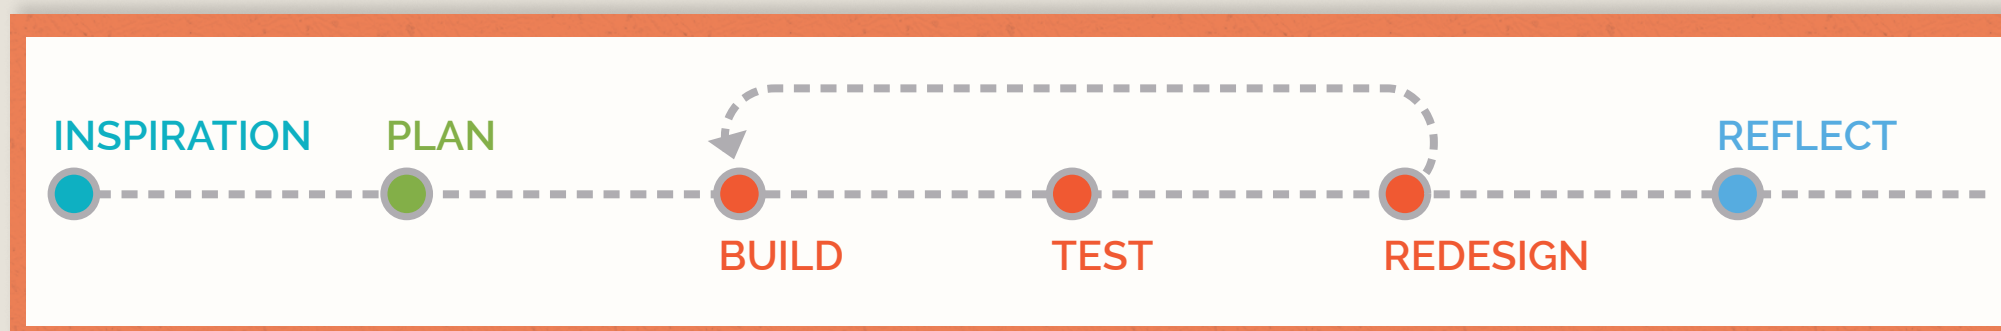 INSPIRATION
PLAN
BUILD
TEST
REDESIGN
REFLECT